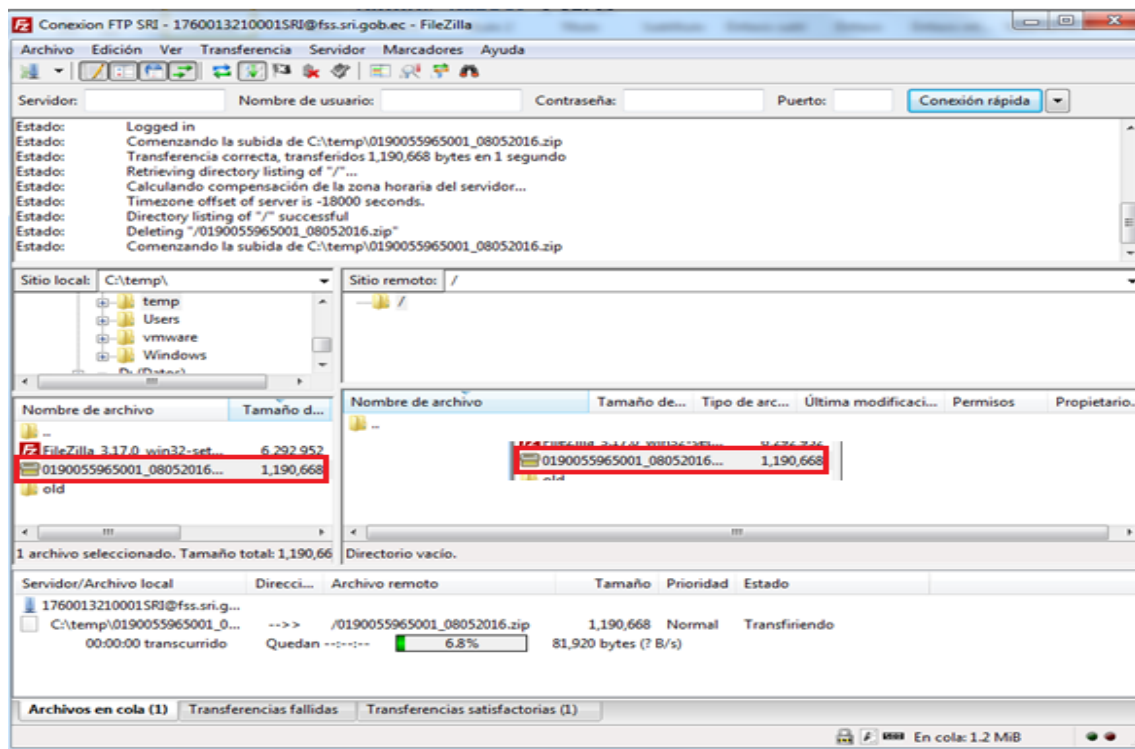 Conexion FTP SRI - 1760013210001SRI@fss.sri.gob.ec - FileZilla
Archivo Edición Ver Transferencia Servidor Marcadores Ayuda
Servidor: Nombre de usuario: Contraseña: Puerto: Conexión rápida
Estado: Logged in
Estado: Comenzando la subida de C:\temp\0190055965001_08052016.zip
Estado: Transferencia correcta, transferidos 1,190,668 bytes en 1 segundo
Estado: Retrieving directory listing of "/"...
Estado: Calculando compensación de la zona horaria del servidor...
Estado: Timezone offset of server is -18000 seconds.
Estado: Directory listing of "/" successful
Estado: Deleting "/0190055965001_08052016.zip"
Estado: Comenzando la subida de C:\temp\0190055965001_08052016.zip
Sitio local: C:\temp\ Sitio remoto: /
temp /
Users
vmware
Windows
D: (Datos)
Nombre de archivo Tamaño d... Nombre de archivo Tamaño de... Tipo de arc... Última modificaci... Permisos Propietario...
.. ..
FileZilla_3.17.0_win32-set... 6,292,952 FileZilla_3.17.0_win32-set... 6,292,952
0190055965001_08052016... 1,190,668 0190055965001_08052016... 1,190,668
old old
1 archivo seleccionado. Tamaño total: 1,190,66 Directorio vacío.
Servidor/Archivo local Direcci... Archivo remoto Tamaño Prioridad Estado
1760013210001SRI@fss.sri.g...
C:\temp\0190055965001_0... -->> /0190055965001_08052016.zip 1,190,668 Normal Transfiriendo
00:00:00 transcurrido Quedan --:--:-- 6.8% 81,920 bytes (? B/s)
Archivos en cola (1) Transferencias fallidas Transferencias satisfactorias (1)
En cola: 1.2 MiB